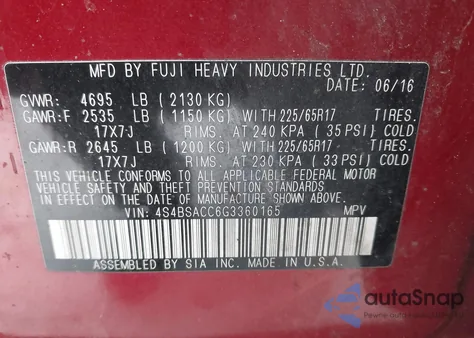 MFD BY FUJI HEAVY INDUSTRIES LTD.
DATE: 06/16
GVWR: 4695 LB (2130 KG)
GAWR:F 2535 LB (1150 KG) WITH 225/65R17 TIRES.
17X7J RIMS. AT 240 KPA (35 PSI) COLD
GAWR:R 2645 LB (1200 KG) WITH 225/65R17 TIRES.
17X7J RIMS. AT 230 KPA (33 PSI) COLD
THIS VEHICLE CONFORMS TO ALL APPLICABLE FEDERAL MOTOR
VEHICLE SAFETY AND THEFT PREVENTION STANDARDS IN
EFFECT ON THE DATE OF MANUFACTURE SHOWN ABOVE.
VIN: 4S4BSACC6G3360165 MPV
ASSEMBLED BY SIA INC. MADE IN U.S.A.
autoSnap
POWERED BY AUTOASTAT